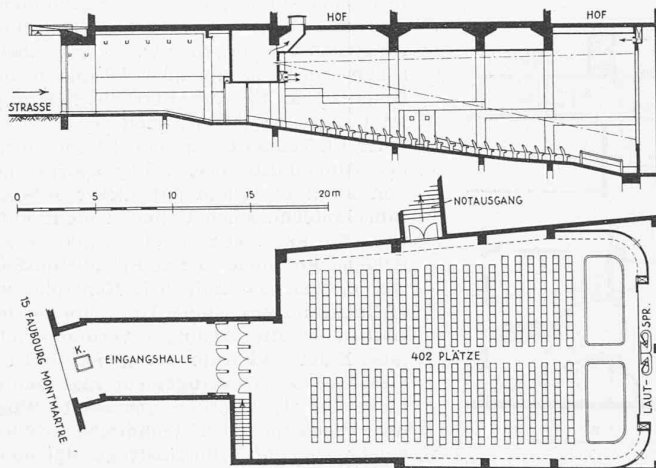 HOF
HOF
STRASSE
0 5 10 15 20 m
NOTAUSGANG
15 FAUBOURG MONTMARTRE
K.
EINGANGSHALLE
402 PLÄTZE
LAUT-
SPR.